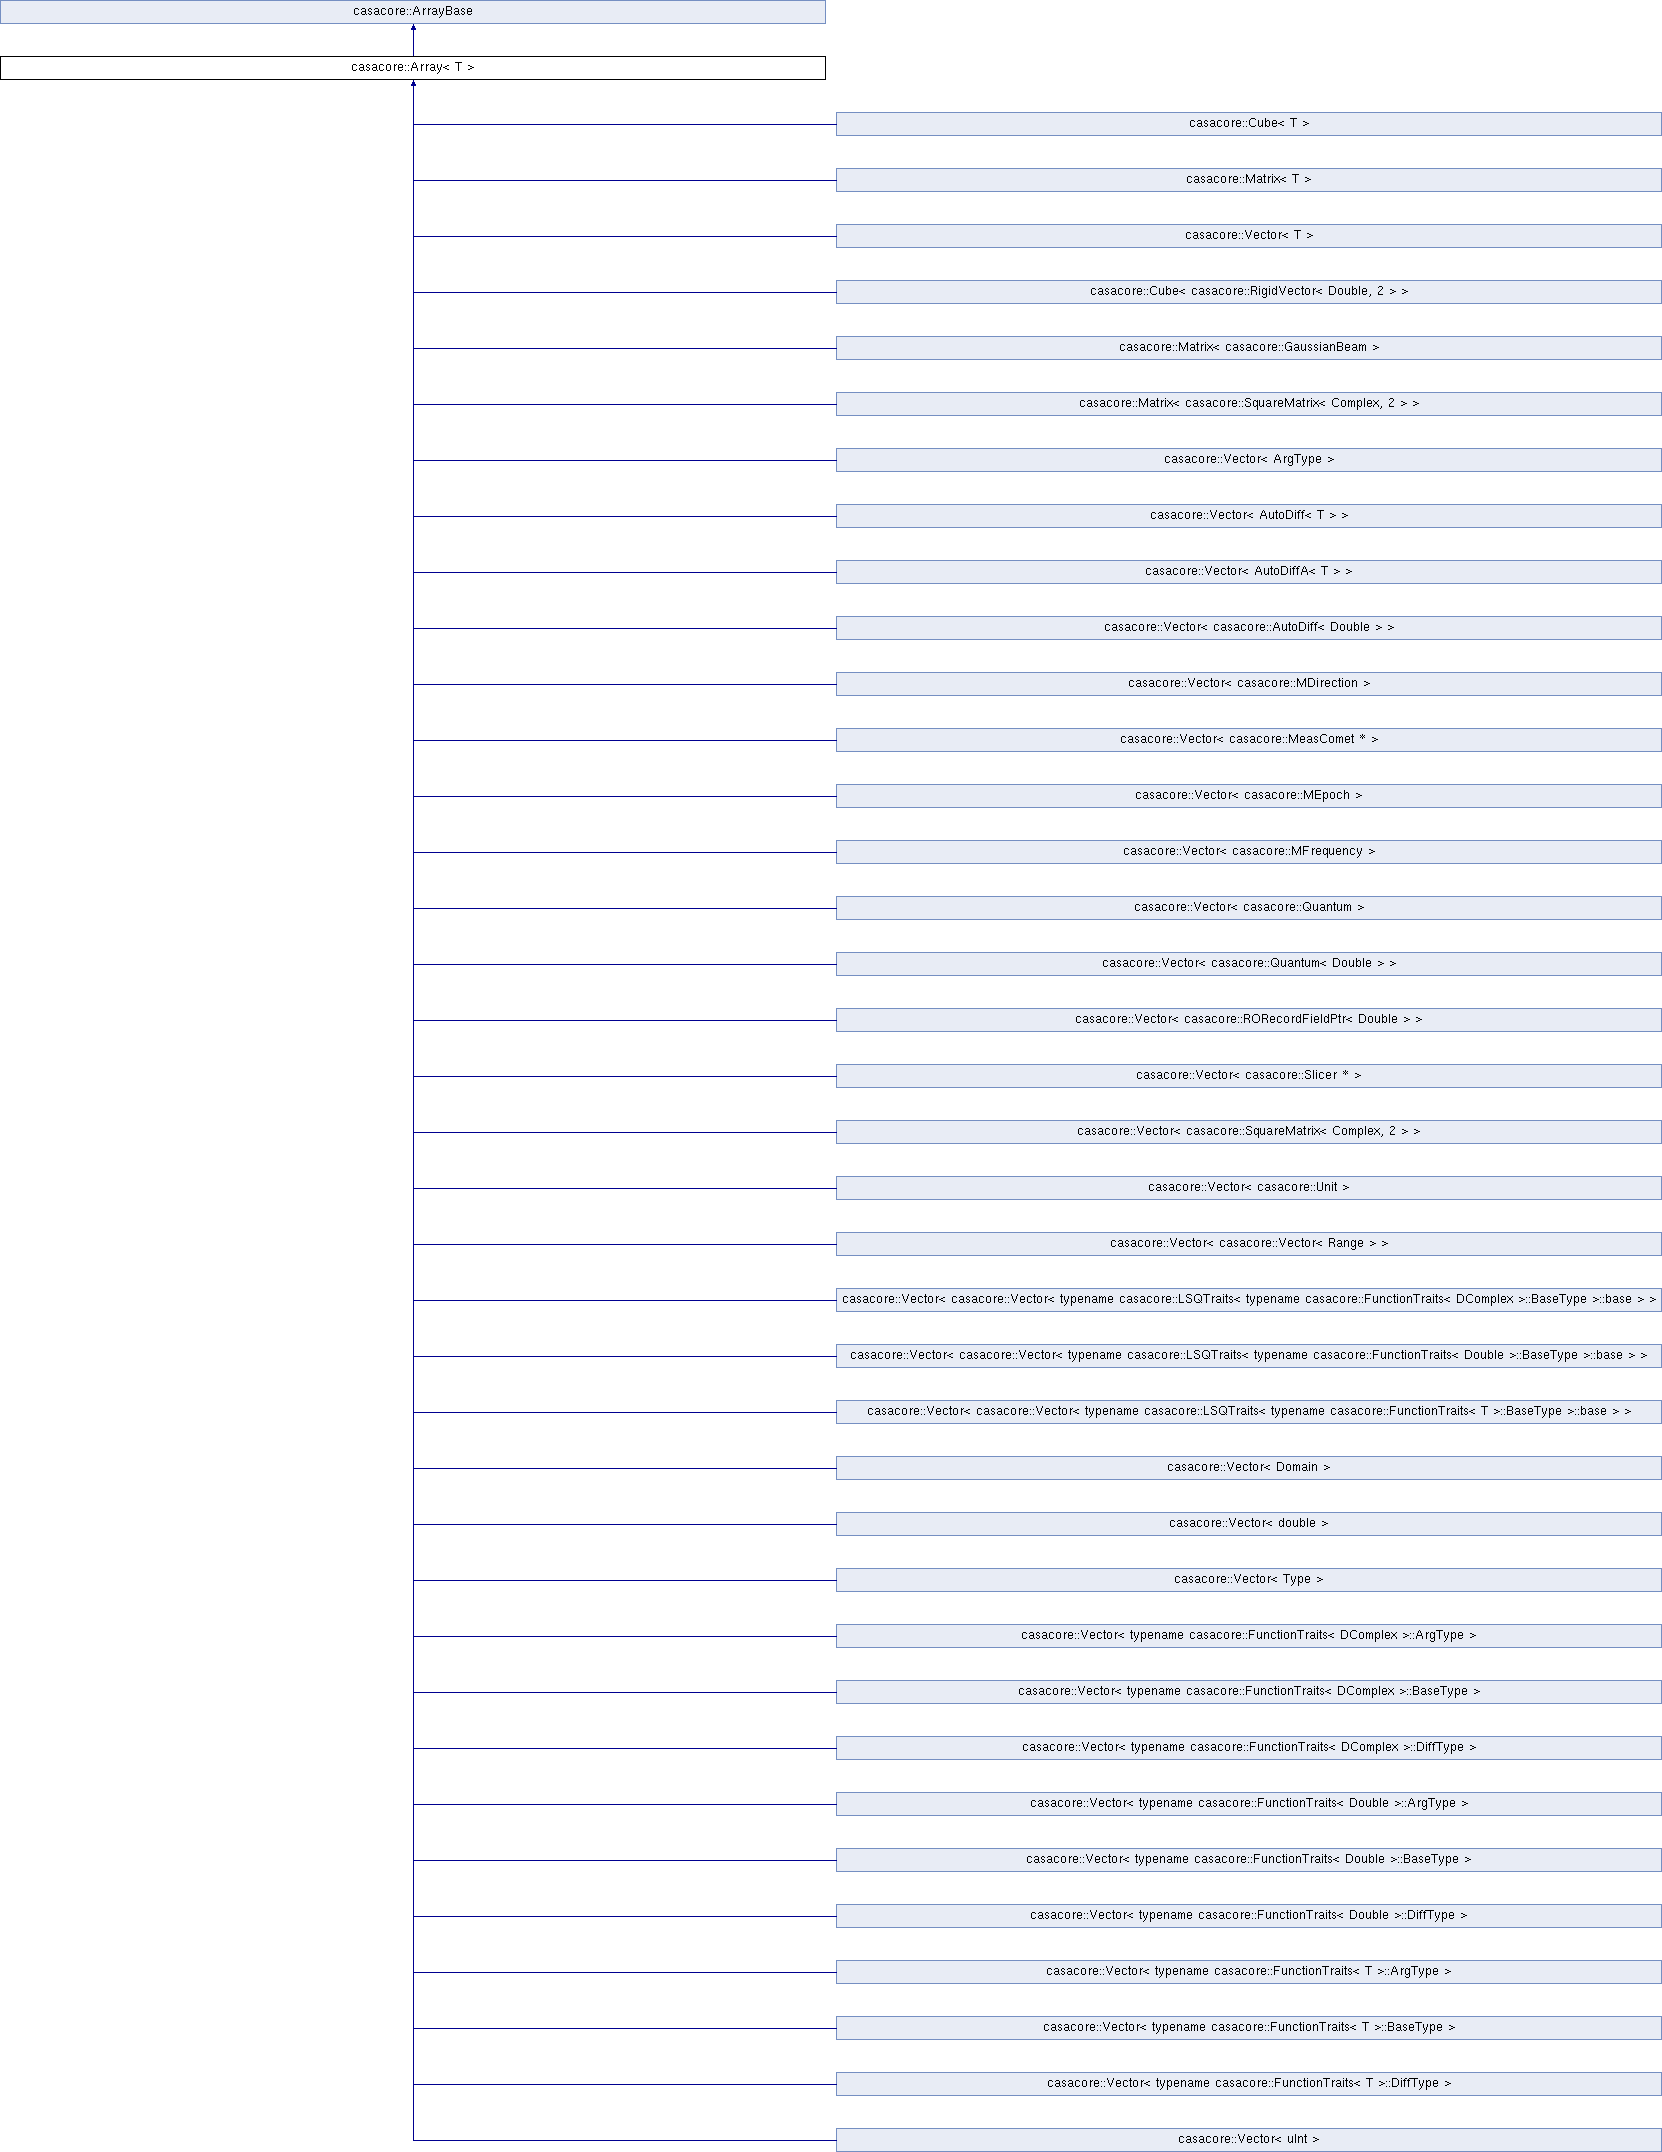 casacore::ArrayBase
casacore::Array< T >
casacore::Cube< T >
casacore::Matrix< T >
casacore::Vector< T >
casacore::Cube< casacore::RigidVector< Double, 2 > >
casacore::Matrix< casacore::GaussianBeam >
casacore::Matrix< casacore::SquareMatrix< Complex, 2 > >
casacore::Vector< ArgType >
casacore::Vector< AutoDiff< T > >
casacore::Vector< AutoDiffA< T > >
casacore::Vector< casacore::AutoDiff< Double > >
casacore::Vector< casacore::MDirection >
casacore::Vector< casacore::MeasComet * >
casacore::Vector< casacore::MEpoch >
casacore::Vector< casacore::MFrequency >
casacore::Vector< casacore::Quantum >
casacore::Vector< casacore::Quantum< Double > >
casacore::Vector< casacore::RORecordFieldPtr< Double > >
casacore::Vector< casacore::Slicer * >
casacore::Vector< casacore::SquareMatrix< Complex, 2 > >
casacore::Vector< casacore::Unit >
casacore::Vector< casacore::Vector< Range > >
casacore::Vector< casacore::Vector< typename casacore::LSQTraits< typename casacore::FunctionTraits< DComplex >::BaseType >::base > >
casacore::Vector< casacore::Vector< typename casacore::LSQTraits< typename casacore::FunctionTraits< Double >::BaseType >::base > >
casacore::Vector< casacore::Vector< typename casacore::LSQTraits< typename casacore::FunctionTraits< T >::BaseType >::base > >
casacore::Vector< Domain >
casacore::Vector< double >
casacore::Vector< Type >
casacore::Vector< typename casacore::FunctionTraits< DComplex >::ArgType >
casacore::Vector< typename casacore::FunctionTraits< DComplex >::BaseType >
casacore::Vector< typename casacore::FunctionTraits< DComplex >::DiffType >
casacore::Vector< typename casacore::FunctionTraits< Double >::ArgType >
casacore::Vector< typename casacore::FunctionTraits< Double >::BaseType >
casacore::Vector< typename casacore::FunctionTraits< Double >::DiffType >
casacore::Vector< typename casacore::FunctionTraits< T >::ArgType >
casacore::Vector< typename casacore::FunctionTraits< T >::BaseType >
casacore::Vector< typename casacore::FunctionTraits< T >::DiffType >
casacore::Vector< uInt >